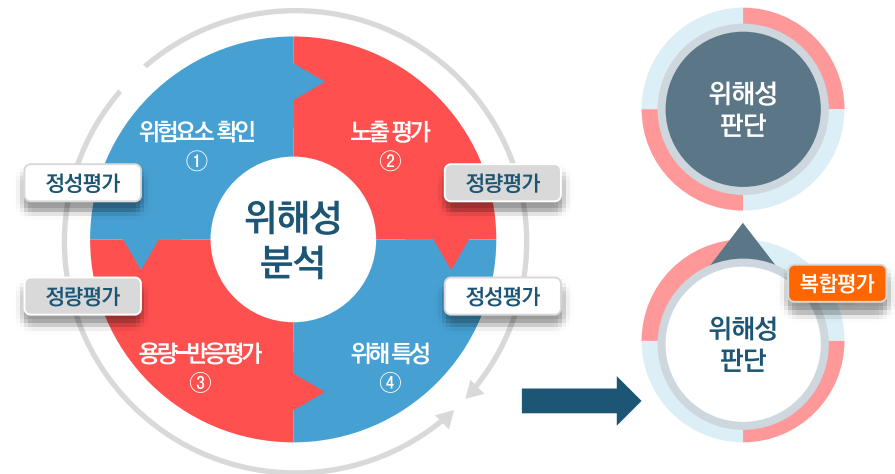 위험요소 확인
①
노출 평가
②
정성평가
정량평가
위해성
분석
정량평가
정성평가
용량-반응평가
③
위해 특성
④
위해성
판단
복합평가
위해성
판단